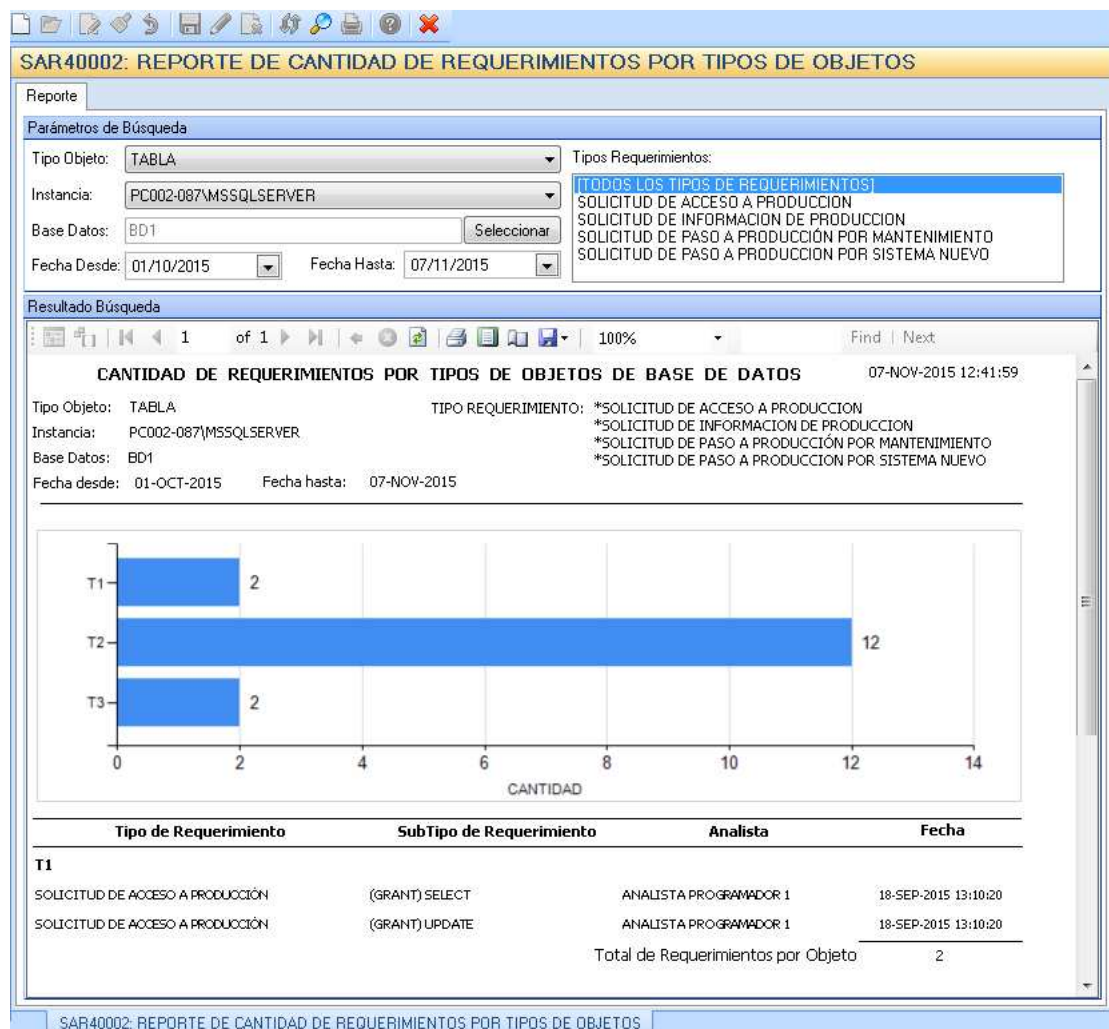 SAR40002: REPORTE DE CANTIDAD DE REQUERIMIENTOS POR TIPOS DE OBJETOS
Reporte
Parámetros de Búsqueda
Tipo Objeto: TABLA
Instancia: PC002-087\MSSQLSERVER
Base Datos: BD1 Seleccionar
Fecha Desde: 01/10/2015 Fecha Hasta: 07/11/2015
Tipos Requerimientos:
[TODOS LOS TIPOS DE REQUERIMIENTOS]
SOLICITUD DE ACCESO A PRODUCCION
SOLICITUD DE INFORMACION DE PRODUCCION
SOLICITUD DE PASO A PRODUCCIÓN POR MANTENIMIENTO
SOLICITUD DE PASO A PRODUCCION POR SISTEMA NUEVO
Resultado Búsqueda
1 of 1 100% Find | Next
CANTIDAD DE REQUERIMIENTOS POR TIPOS DE OBJETOS DE BASE DE DATOS 07-NOV-2015 12:41:59
Tipo Objeto: TABLA
Instancia: PC002-087\MSSQLSERVER
Base Datos: BD1
Fecha desde: 01-OCT-2015 Fecha hasta: 07-NOV-2015
TIPO REQUERIMIENTO: *SOLICITUD DE ACCESO A PRODUCCION
*SOLICITUD DE INFORMACION DE PRODUCCION
*SOLICITUD DE PASO A PRODUCCIÓN POR MANTENIMIENTO
*SOLICITUD DE PASO A PRODUCCION POR SISTEMA NUEVO
T1 2
T2 12
T3 2
0 2 4 6 8 10 12 14
CANTIDAD
Tipo de Requerimiento SubTipo de Requerimiento Analista Fecha
T1
SOLICITUD DE ACCESO A PRODUCCIÓN (GRANT) SELECT ANALISTA PROGRAMADOR 1 18-SEP-2015 13:10:20
SOLICITUD DE ACCESO A PRODUCCIÓN (GRANT) UPDATE ANALISTA PROGRAMADOR 1 18-SEP-2015 13:10:20
Total de Requerimientos por Objeto 2
SAR40002: REPORTE DE CANTIDAD DE REQUERIMIENTOS POR TIPOS DE OBJETOS